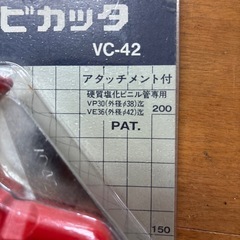 ビカッタ
VC-42
アタッチメント付
硬質塩化ビニル管専用
VP30(外径φ38)迄
VE36(外径φ42)迄
200
PAT.
150